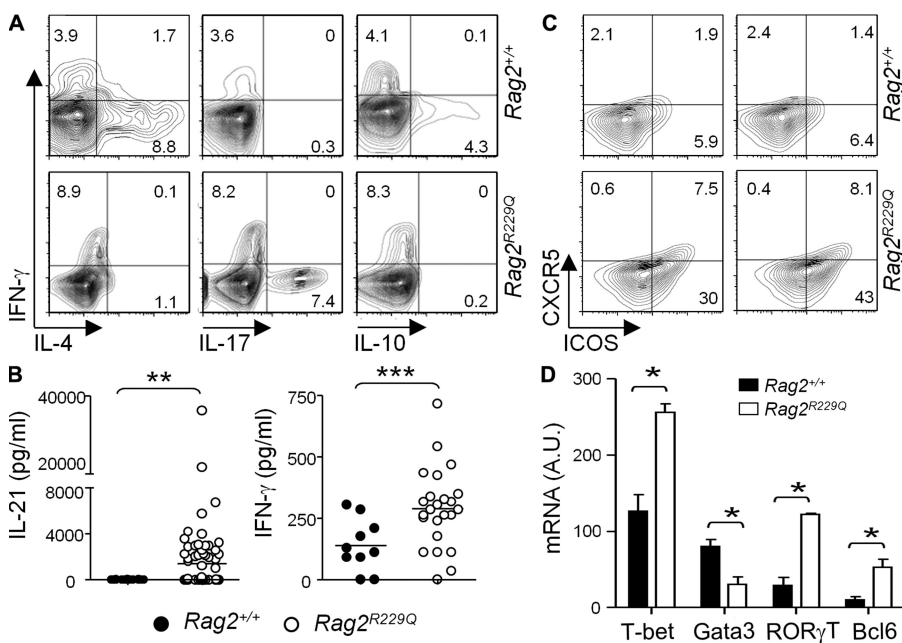 A
3.9 1.7
8.8
3.6 0
0.3
4.1 0.1
4.3
Rag2+/+
8.9 0.1
1.1
8.2 0
7.4
8.3 0
0.2
Rag2R229Q
IFN-γ
IL-4 IL-17 IL-10
C
2.1 1.9
5.9
2.4 1.4
6.4
Rag2+/+
0.6 7.5
30
0.4 8.1
43
Rag2R229Q
CXCR5
ICOS
B
IL-21 (pg/ml)
40000
20000
8000
4000
0
**
IFN-γ (pg/ml)
750
500
250
0
***
Rag2+/+ Rag2R229Q
D
mRNA (A.U.)
300
200
100
0
* * * *
Rag2+/+
Rag2R229Q
T-bet Gata3 RORγT Bcl6